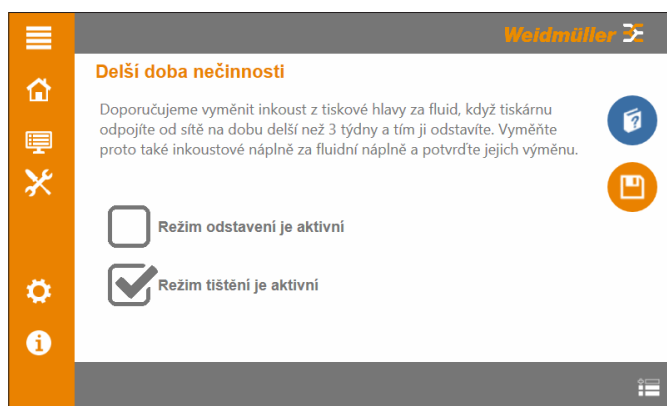 Weidmüller
Delší doba nečinnosti
Doporučujeme vyměnit inkoust z tiskové hlavy za fluid, když tiskárnu
odpojíte od sítě na dobu delší než 3 týdny a tím ji odstavíte. Vyměňte
proto také inkoustové náplně za fluidní náplně a potvrďte jejich výměnu.
Režim odstavení je aktivní
Režim tištění je aktivní